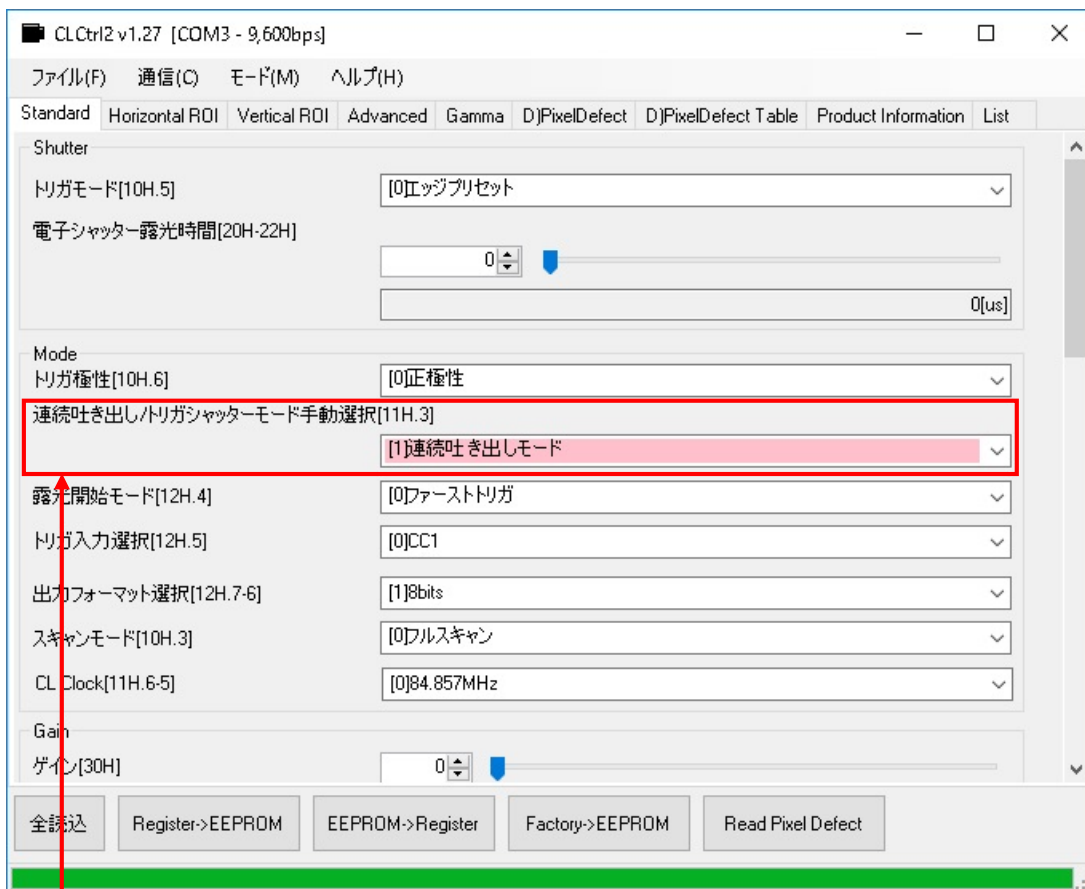 CLCtrl2 v1.27 [COM3 - 9,600bps]
ファイル(F) 通信(C) モード(M) ヘルプ(H)
Standard Horizontal ROI Vertical ROI Advanced Gamma D)PixelDefect D)PixelDefect Table Product Information List
Shutter
トリガモード[10H.5] [0]エッジプリセット
電子シャッター露光時間[20H-22H]
0
0[us]
Mode
トリガ極性[10H.6] [0]正極性
連続吐き出し/トリガシャッターモード手動選択[11H.3]
[1]連続吐き出しモード
露光開始モード[12H.4] [0]ファーストトリガ
トリガ入力選択[12H.5] [0]CC1
出力フォーマット選択[12H.7-6] [1]8bits
スキャンモード[10H.3] [0]フルスキャン
CL Clock[11H.6-5] [0]84.857MHz
Gain
ゲイン[30H] 0
全読込 Register->EEPROM EEPROM->Register Factory->EEPROM Read Pixel Defect